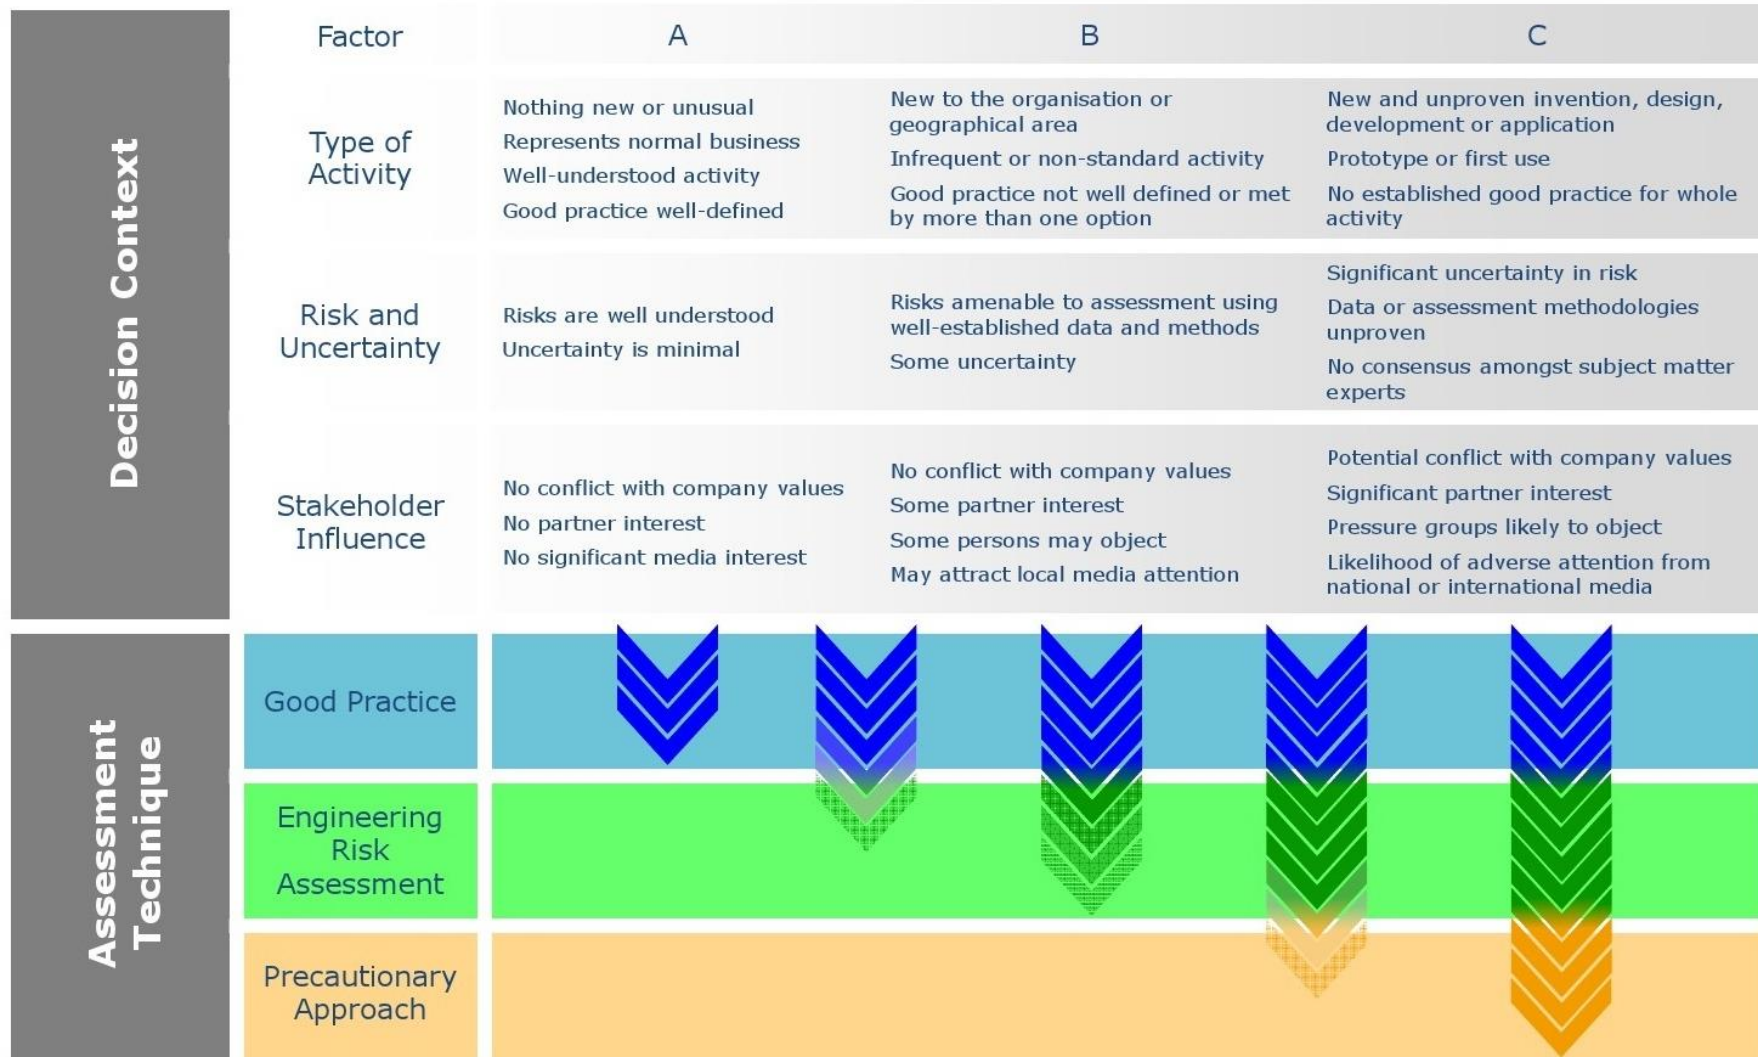 Decision Context
Factor
A
B
C
Type of
Activity
Nothing new or unusual
Represents normal business
Well-understood activity
Good practice well-defined
New to the organisation or
geographical area
Infrequent or non-standard activity
Good practice not well defined or met
by more than one option
New and unproven invention, design,
development or application
Prototype or first use
No established good practice for whole
activity
Risk and
Uncertainty
Risks are well understood
Uncertainty is minimal
Risks amenable to assessment using
well-established data and methods
Some uncertainty
Significant uncertainty in risk
Data or assessment methodologies
unproven
No consensus amongst subject matter
experts
Stakeholder
Influence
No conflict with company values
No partner interest
No significant media interest
No conflict with company values
Some partner interest
Some persons may object
May attract local media attention
Potential conflict with company values
Significant partner interest
Pressure groups likely to object
Likelihood of adverse attention from
national or international media
Assessment
Technique
Good Practice
Engineering
Risk
Assessment
Precautionary
Approach